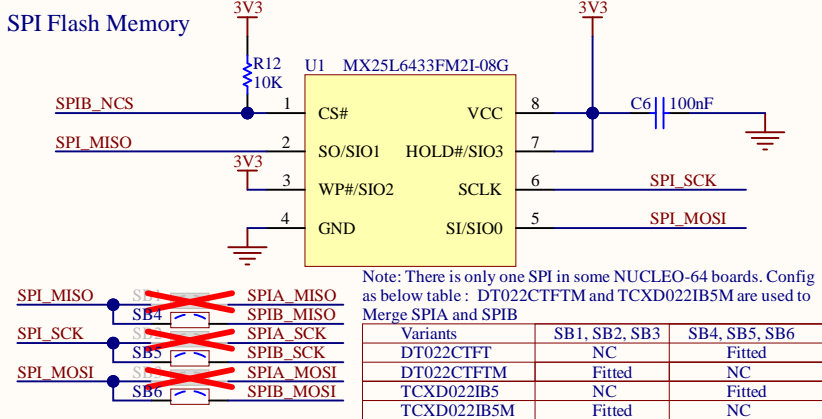 SPI Flash Memory
3V3
3V3
R12
10K
U1 MX25L6433FM2I-08G
C6 100nF
SPIB_NCS 1 CS# VCC 8
SPI_MISO 2 SO/SIO1 HOLD#/SIO3 7
3V3
3 WP#/SIO2 SCLK 6 SPI_SCK
4 GND SI/SIO0 5 SPI_MOSI
SPI_MISO SPIA_MISO
SB4 SPIB_MISO
SPI_SCK SPIA_SCK
SB5 SPIB_SCK
SPI_MOSI SPIA_MOSI
SB6 SPIB_MOSI
Note: There is only one SPI in some NUCLEO-64 boards. Config
as below table : DT022CTFTM and TCXD022IB5M are used to
Merge SPIA and SPIB
Variants SB1, SB2, SB3 SB4, SB5, SB6
DT022CTFT NC Fitted
DT022CTFTM Fitted NC
TCXD022IB5 NC Fitted
TCXD022IB5M Fitted NC